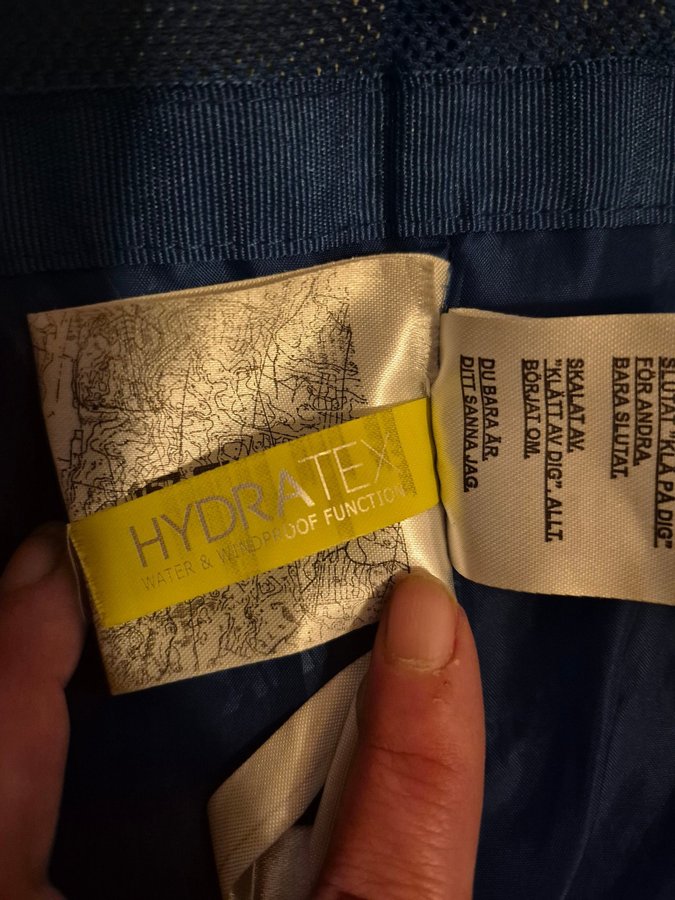 HYDRATEX
WATER & WINDPROOF FUNCTION
SLUTAT "KLÄ PÅ DIG"
FÖR ANDRA.
BARA SLUTAT.
SKALAT AV.
"KLÄTT AV DIG". ALLT.
BÖRJAT OM.
DU BARA ÄR.
DITT SANNA JAG.